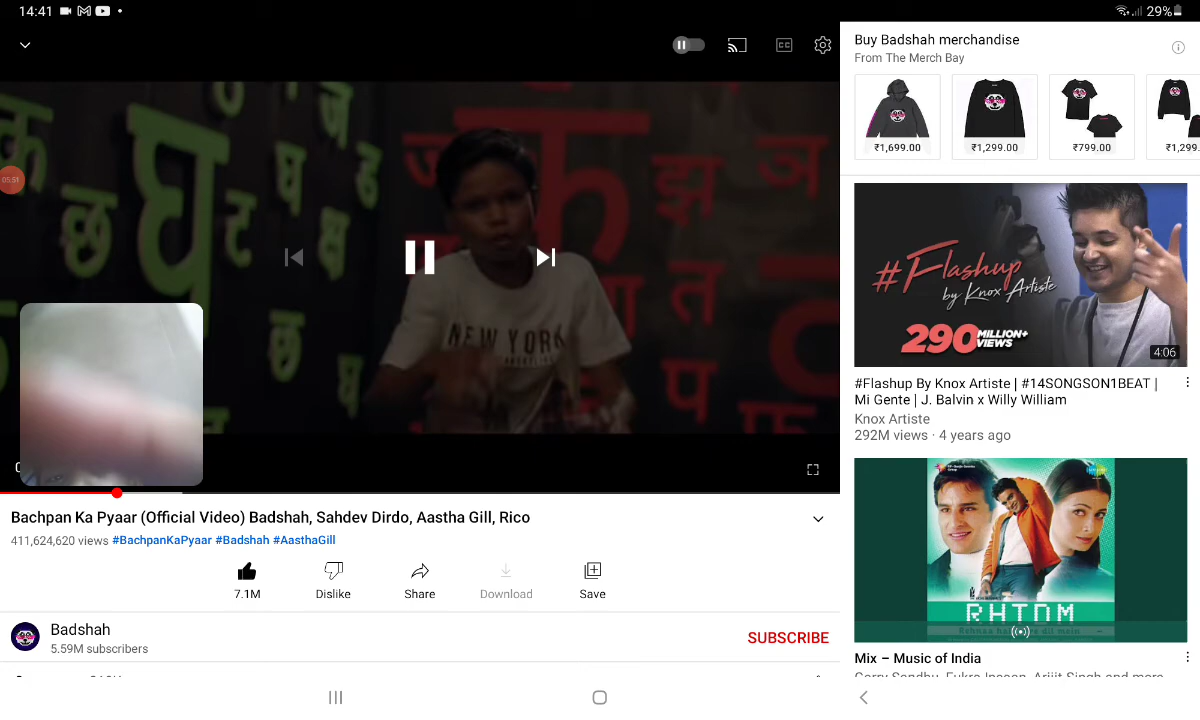 14:41
29%
05:51
घ
ढ
छ
क
झ
ञ
त
NEW YORK
Bachpan Ka Pyaar (Official Video) Badshah, Sahdev Dirdo, Aastha Gill, Rico
411,624,620 views #BachpanKaPyaar #Badshah #AasthaGill
7.1M Dislike Share Download Save
Badshah
5.59M subscribers
SUBSCRIBE
Buy Badshah merchandise
From The Merch Bay
₹1,699.00 ₹1,299.00 ₹799.00 ₹1,299.
#Flashup
by Knox Artiste
290 MILLION+
VIEWS
4:06
#Flashup By Knox Artiste | #14SONGSON1BEAT |
Mi Gente | J. Balvin x Willy William
Knox Artiste
292M views · 4 years ago
RHTDM
Mix – Music of India